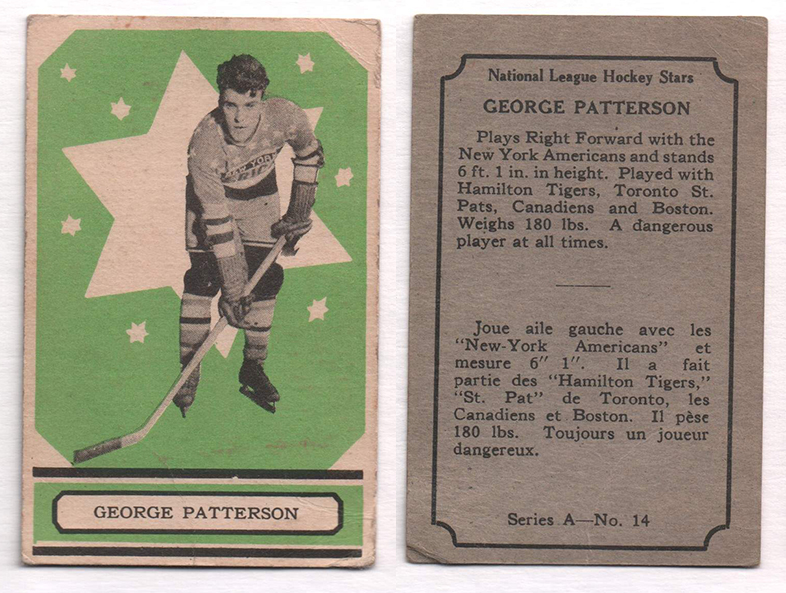 NEW YORK
GEORGE PATTERSON
National League Hockey Stars
GEORGE PATTERSON
Plays Right Forward with the
New York Americans and stands
6 ft. 1 in. in height. Played with
Hamilton Tigers, Toronto St.
Pats, Canadiens and Boston.
Weighs 180 lbs. A dangerous
player at all times.
Joue aile gauche avec les
"New-York Americans" et
mesure 6" 1". Il a fait
partie des "Hamilton Tigers,"
"St. Pat" de Toronto, les
Canadiens et Boston. Il pèse
180 lbs. Toujours un joueur
dangereux.
Series A—No. 14